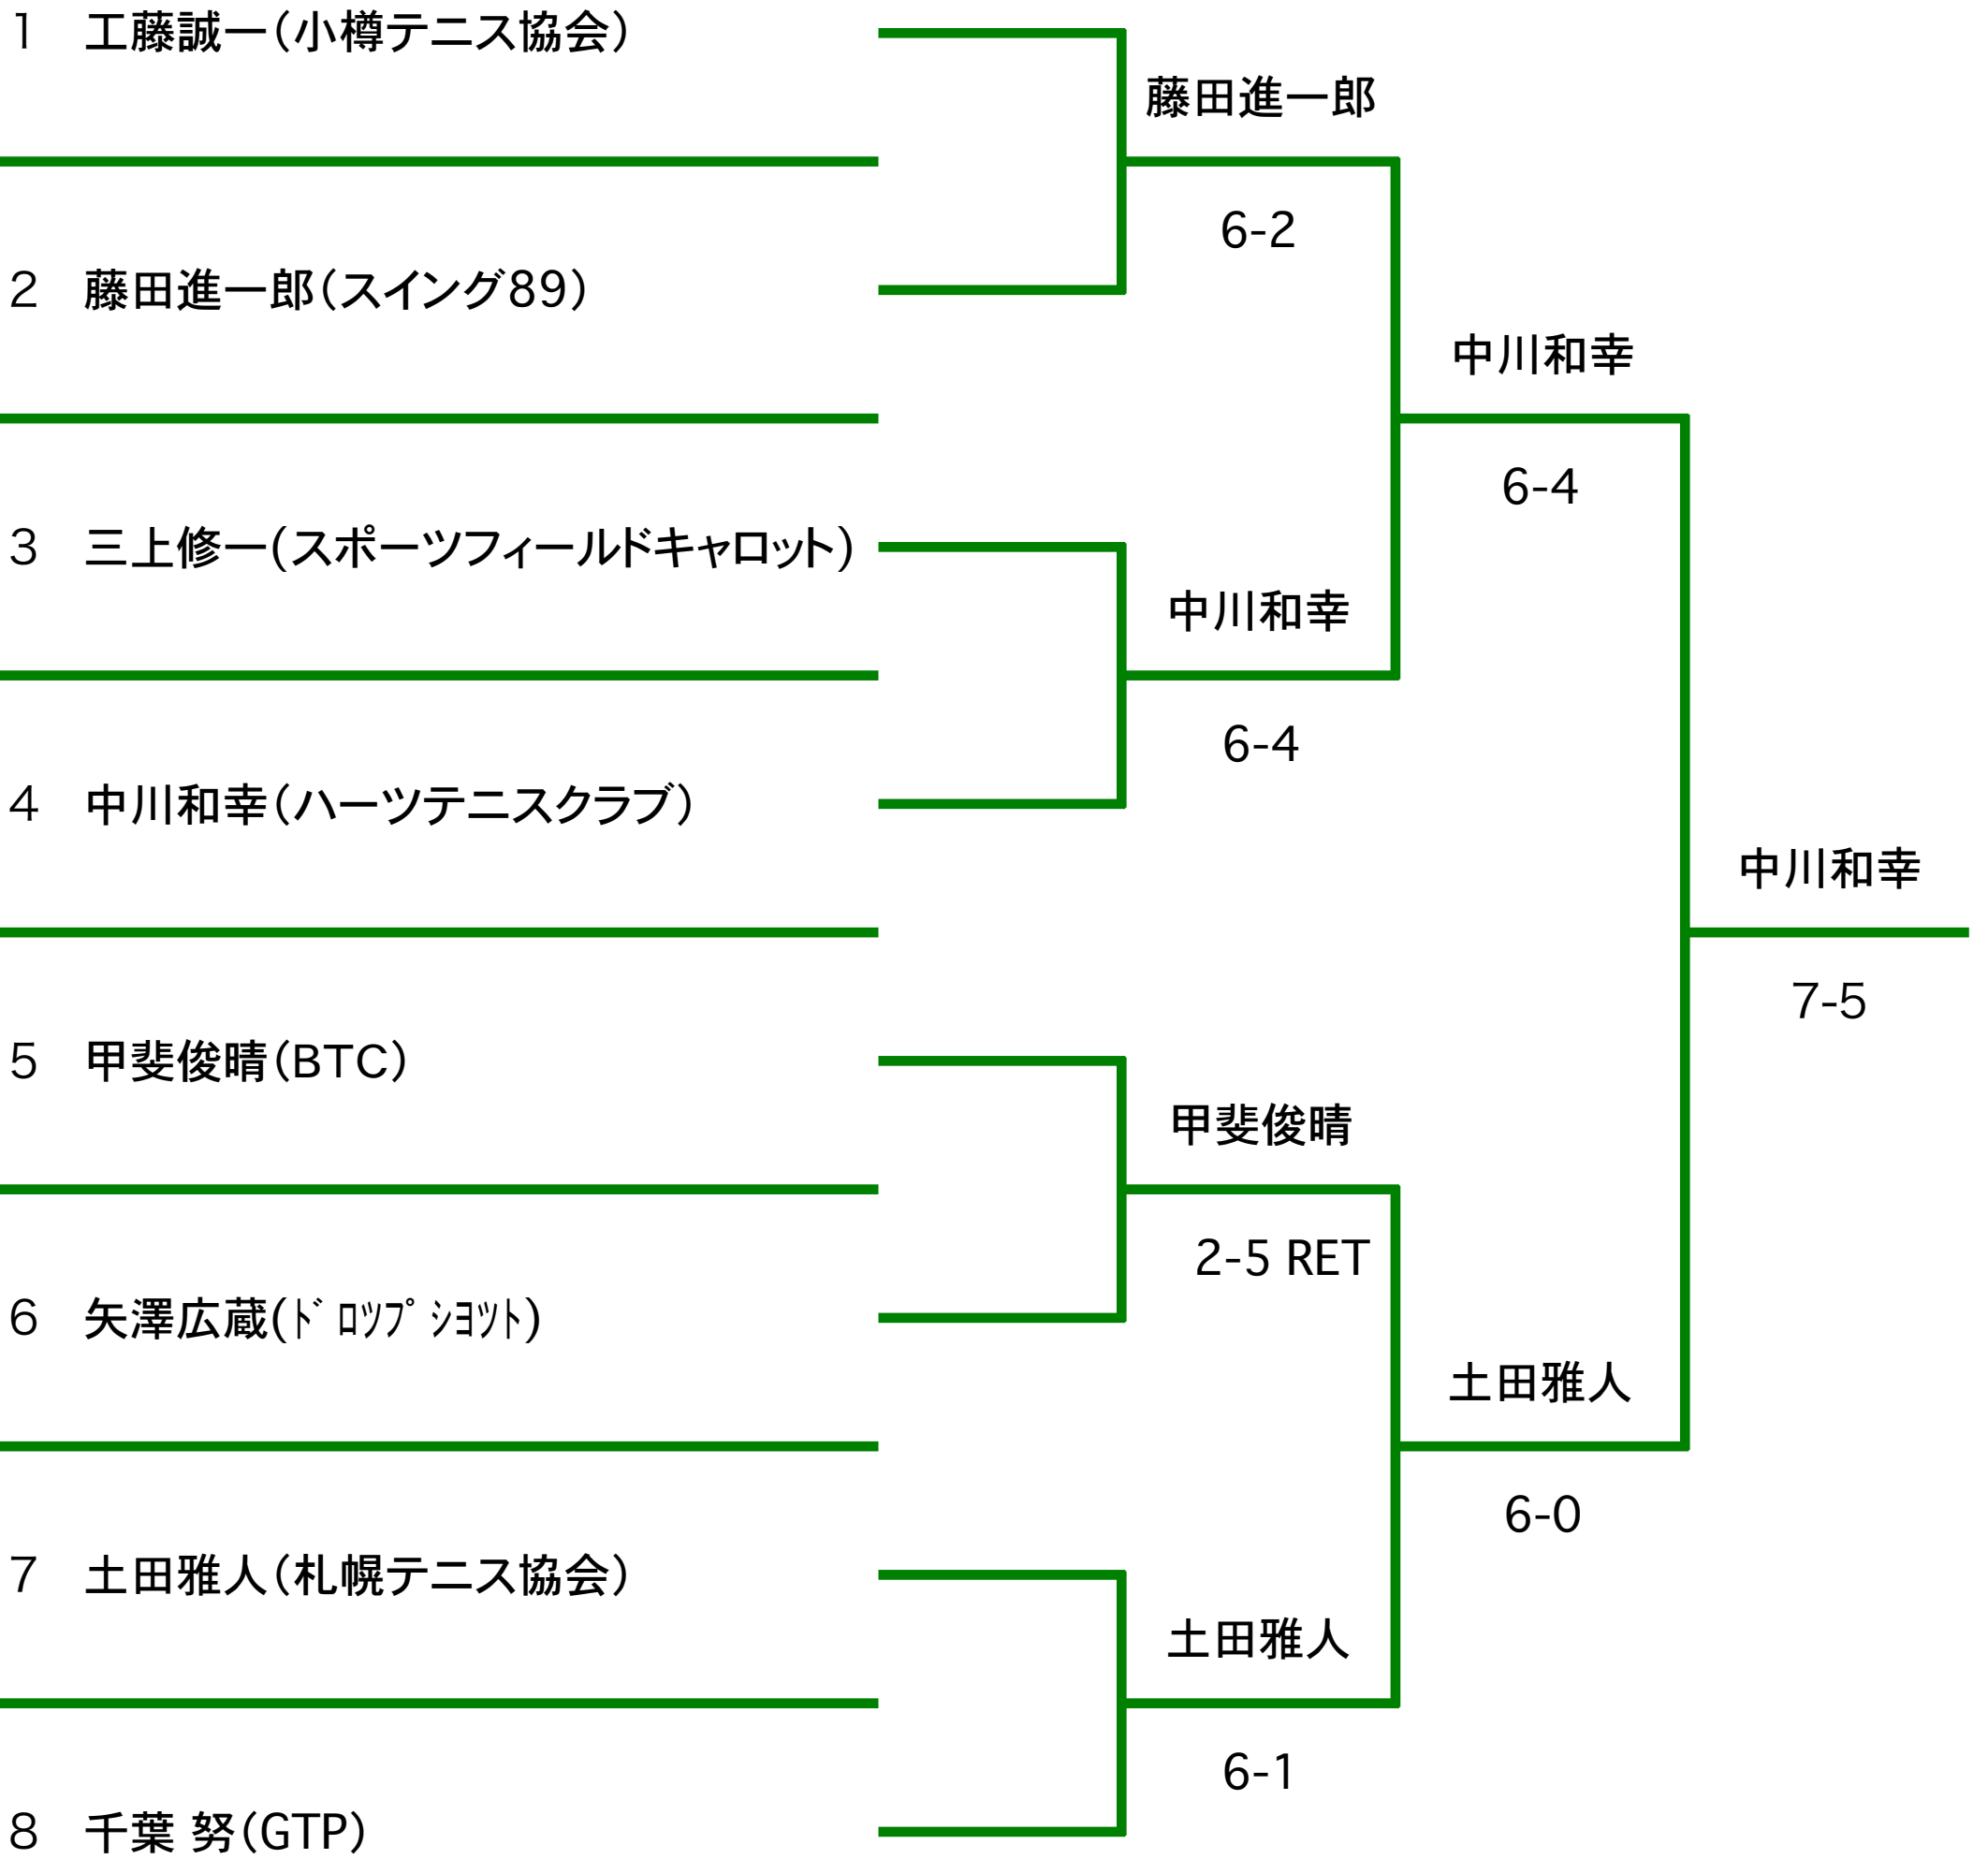 1 工藤誠一(小樽テニス協会)
藤田進一郎
6-2
2 藤田進一郎(スイング89)
中川和幸
6-4
3 三上修一(スポーツフィールドキャロット)
中川和幸
6-4
4 中川和幸(ハーツテニスクラブ)
中川和幸
7-5
5 甲斐俊晴(BTC)
甲斐俊晴
2-5 RET
6 矢澤広蔵(ﾄﾞﾛﾂﾌﾟｼﾖﾂﾄ)
土田雅人
6-0
7 土田雅人(札幌テニス協会)
土田雅人
6-1
8 千葉 努(GTP)